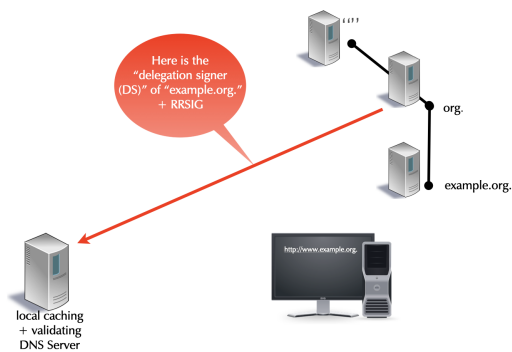 “”
Here is the
“delegation signer
(DS)” of “example.org.”
+ RRSIG
org.
example.org.
http://www.example.org.
local caching
+ validating
DNS Server